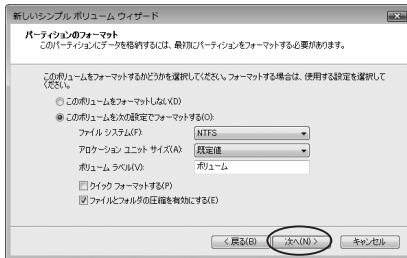 新しいシンプル ボリューム ウィザード
パーティションのフォーマット
このパーティションにデータを格納するには、最初にパーティションをフォーマットする必要があります。
このボリュームをフォーマットするかどうかを選択してください。フォーマットする場合は、使用する設定を選択して
ください。
このボリュームをフォーマットしない(D)
このボリュームを次の設定でフォーマットする(O):
ファイル システム(F): NTFS
アロケーション ユニット サイズ(A): 既定値
ボリューム ラベル(V): ボリューム
クイック フォーマットする(P)
ファイルとフォルダの圧縮を有効にする(E)
< 戻る(B) 次へ(N) > キャンセル